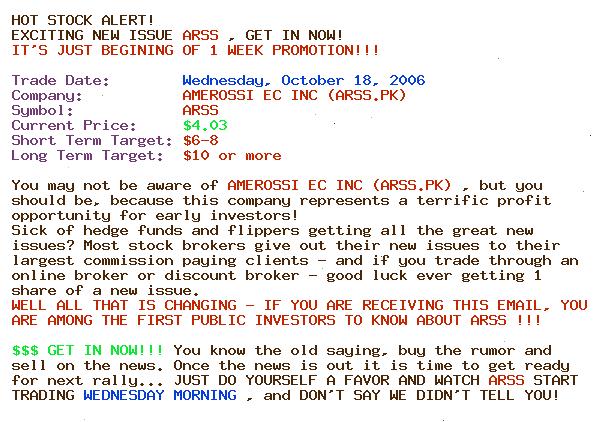 HOT STOCK ALERT!
EXCITING NEW ISSUE ARSS , GET IN NOW!
IT'S JUST BEGINING OF 1 WEEK PROMOTION!!!
Trade Date: Wednesday, October 18, 2006
Company: AMEROSSI EC INC (ARSS.PK)
Symbol: ARSS
Current Price: $4.03
Short Term Target: $6-8
Long Term Target: $10 or more
You may not be aware of AMEROSSI EC INC (ARSS.PK) , but you
should be, because this company represents a terrific profit
opportunity for early investors!
Sick of hedge funds and flippers getting all the great new
issues? Most stock brokers give out their new issues to their
largest commission paying clients - and if you trade through an
online broker or discount broker - good luck ever getting 1
share of a new issue.
WELL ALL THAT IS CHANGING - IF YOU ARE RECEIVING THIS EMAIL, YOU
ARE AMONG THE FIRST PUBLIC INVESTORS TO KNOW ABOUT ARSS !!!
$$$ GET IN NOW!!! You know the old saying, buy the rumor and
sell on the news. Once the news is out it is time to get ready
for next rally... JUST DO YOURSELF A FAVOR AND WATCH ARSS START
TRADING WEDNESDAY MORNING , and DON'T SAY WE DIDN'T TELL YOU!